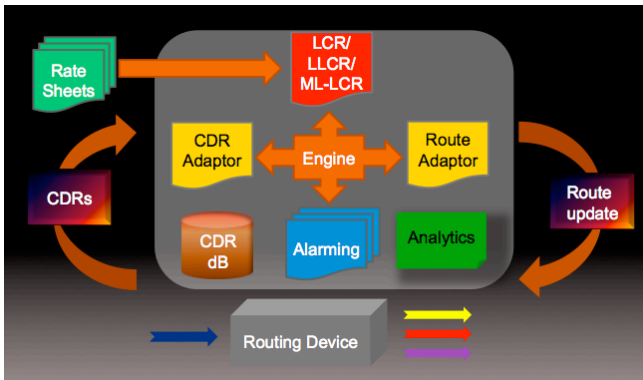 Rate
Sheets
LCR/
LLCR/
ML-LCR
CDR
Adaptor
Engine
Route
Adaptor
CDRs
Route
update
CDR
dB
Alarming
Analytics
Routing Device